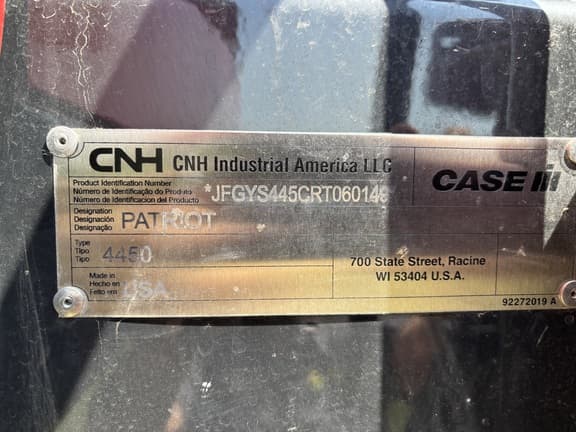 CNH CNH Industrial America LLC
Product Identification Number
Número de Identificação do Produto
Número de Identificacion del Producto
*JFGYS445CRT060149
CASE IH
Designation
Designación
Designação
PATRIOT
Type
Tipo
Tipo
4450
Made in
Hecho en
Feito em
USA
700 State Street, Racine
WI 53404 U.S.A.
92272019 A